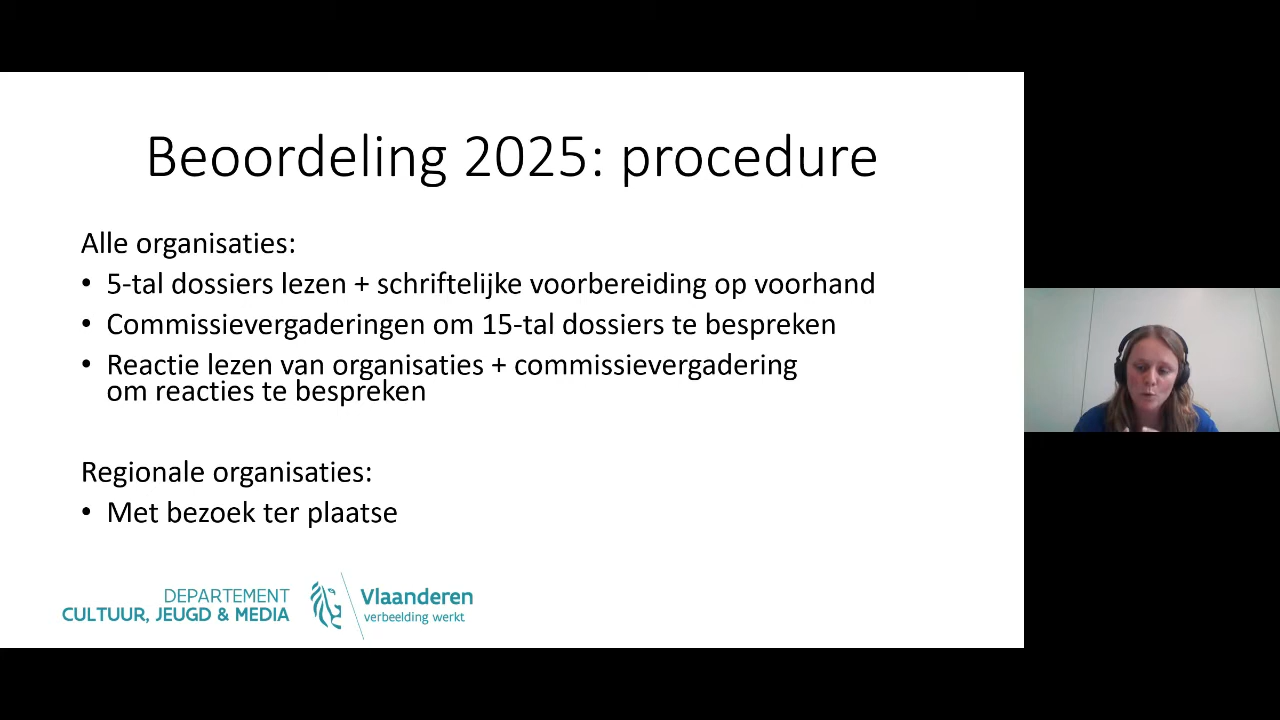 Beoordeling 2025: procedure
Alle organisaties:
• 5-tal dossiers lezen + schriftelijke voorbereiding op voorhand
• Commissievergaderingen om 15-tal dossiers te bespreken
• Reactie lezen van organisaties + commissievergadering
om reacties te bespreken
Regionale organisaties:
• Met bezoek ter plaatse
DEPARTEMENT
CULTUUR, JEUGD & MEDIA
Vlaanderen
verbeelding werkt